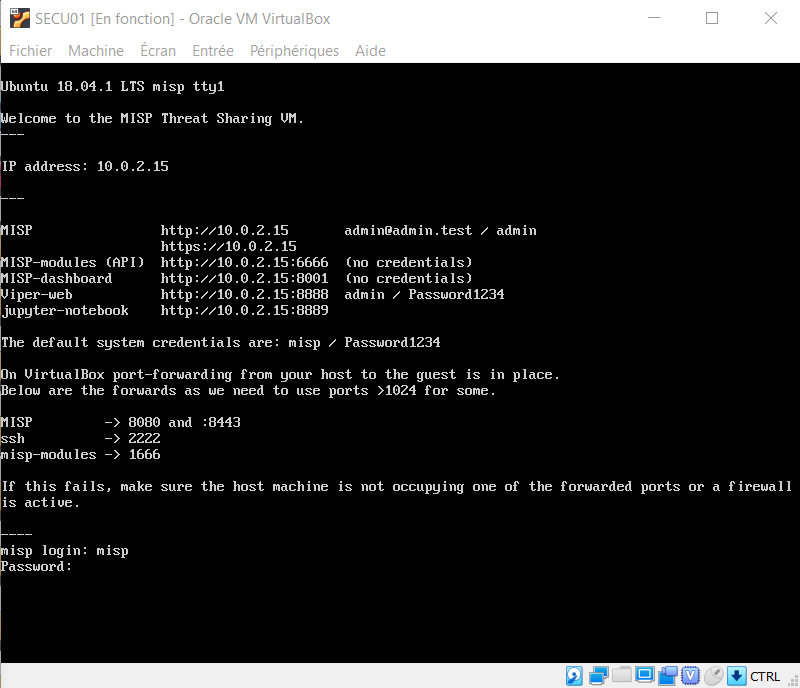 SECU01 [En fonction] - Oracle VM VirtualBox
Fichier Machine Écran Entrée Périphériques Aide
Ubuntu 18.04.1 LTS misp tty1
Welcome to the MISP Threat Sharing VM.
---
IP address: 10.0.2.15
---
MISP http://10.0.2.15 admin@admin.test / admin
https://10.0.2.15
MISP-modules (API) http://10.0.2.15:6666 (no credentials)
MISP-dashboard http://10.0.2.15:8001 (no credentials)
Viper-web http://10.0.2.15:8888 admin / Password1234
jupyter-notebook http://10.0.2.15:8889
The default system credentials are: misp / Password1234
On VirtualBox port-forwarding from your host to the guest is in place.
Below are the forwards as we need to use ports >1024 for some.
MISP -> 8080 and :8443
ssh -> 2222
misp-modules -> 1666
If this fails, make sure the host machine is not occupying one of the forwarded ports or a firewall
is active.
----
misp login: misp
Password:
CTRL